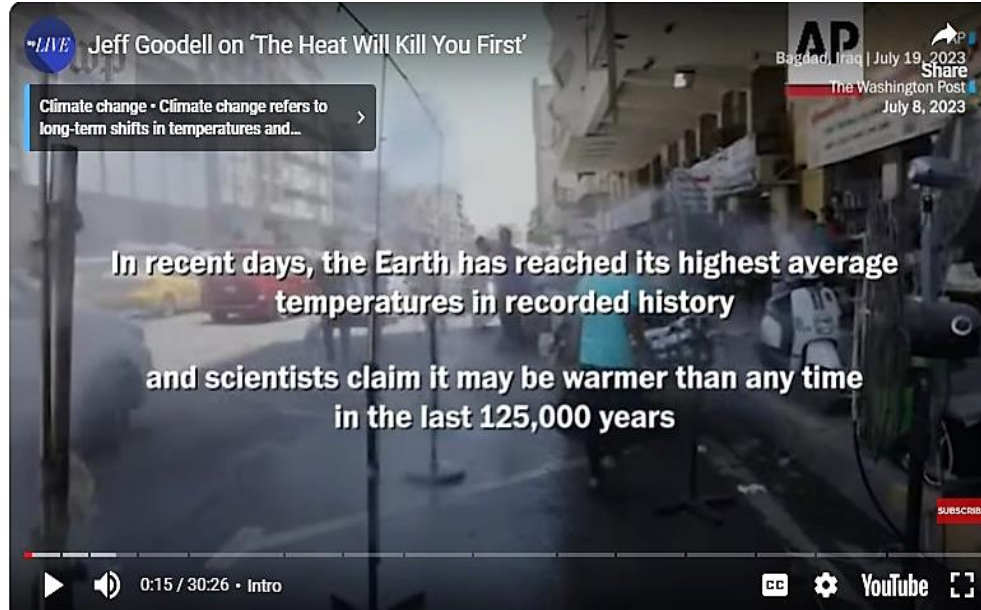 LIVE
Jeff Goodell on 'The Heat Will Kill You First'
AP
Bagdad, Iraq | July 19, 2023
Share
The Washington Post
July 8, 2023
Climate change • Climate change refers to
long-term shifts in temperatures and...
In recent days, the Earth has reached its highest average
temperatures in recorded history
and scientists claim it may be warmer than any time
in the last 125,000 years
SUBSCRIB
0:15 / 30:26 • Intro
CC
YouTube